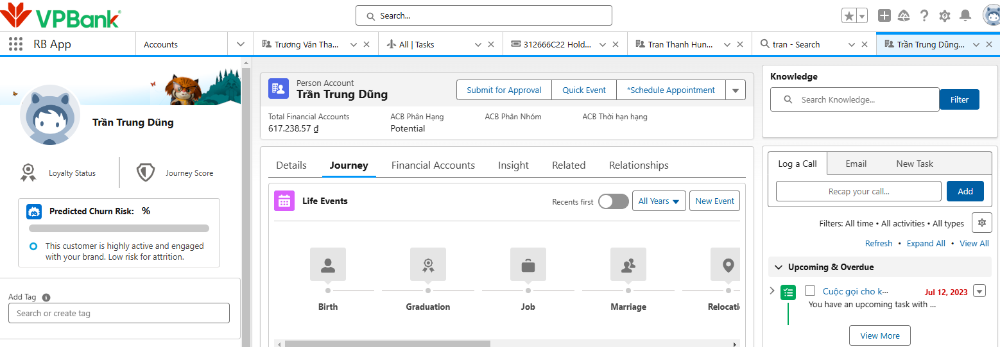 VPBank
Search...
RB App
Accounts
Trương Văn Tha...
All | Tasks
312666C22 Hold...
Tran Thanh Hun...
tran - Search
Trần Trung Dũng...
Trần Trung Dũng
Loyalty Status
Journey Score
Predicted Churn Risk: %
This customer is highly active and engaged
with your brand. Low risk for attrition.
Add Tag
Search or create tag
Person Account
Trần Trung Dũng
Submit for Approval
Quick Event
*Schedule Appointment
Total Financial Accounts
617.238,57 ₫
ACB Phân Hạng
Potential
ACB Phân Nhóm
ACB Thời hạn hạng
Details
Journey
Financial Accounts
Insight
Related
Relationships
Life Events
Recents first
All Years
New Event
Birth
Graduation
Job
Marriage
Relocati
Knowledge
Search Knowledge...
Filter
Log a Call
Email
New Task
Recap your call...
Add
Filters: All time • All activities • All types
Refresh • Expand All • View All
Upcoming & Overdue
Cuộc gọi cho k...
Jul 12, 2023
You have an upcoming task with ...
View More